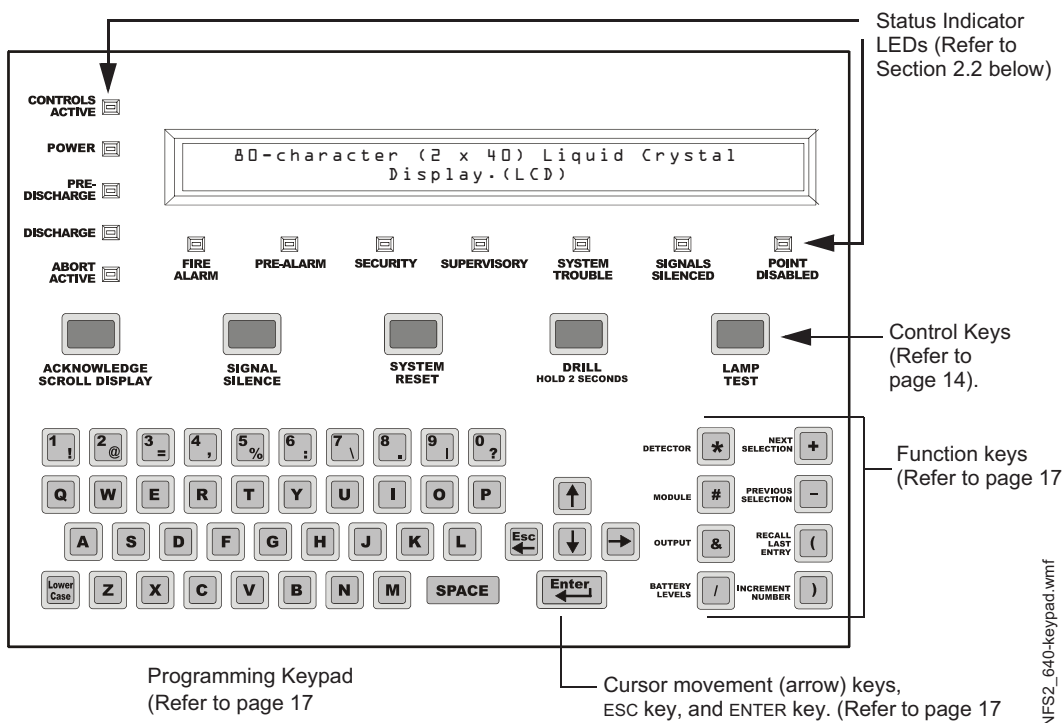 Status Indicator
LEDs (Refer to
Section 2.2 below)
CONTROLS
ACTIVE
POWER
PRE-
DISCHARGE
DISCHARGE
ABORT
ACTIVE
80-character (2 x 40) Liquid Crystal
Display.(LCD)
FIRE
ALARM
PRE-ALARM
SECURITY
SUPERVISORY
SYSTEM
TROUBLE
SIGNALS
SILENCED
POINT
DISABLED
ACKNOWLEDGE
SCROLL DISPLAY
SIGNAL
SILENCE
SYSTEM
RESET
DRILL
HOLD 2 SECONDS
LAMP
TEST
Control Keys
(Refer to
page 14).
1 ! 2 @ 3 = 4 , 5 % 6 : 7 \ 8 . 9 | 0 ?
Q W E R T Y U I O P
A S D F G H J K L Esc
Lower
Case
Z X C V B N M SPACE Enter
DETECTOR * NEXT
SELECTION +
MODULE # PREVIOUS
SELECTION -
OUTPUT & RECALL
LAST
ENTRY (
BATTERY
LEVELS / INCREMENT
NUMBER )
Function keys
(Refer to page 17
Programming Keypad
(Refer to page 17
Cursor movement (arrow) keys,
ESC key, and ENTER key. (Refer to page 17
NFS2_640-keypad.wmf